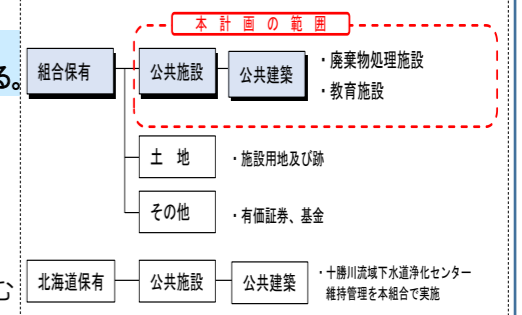 本計画の範囲
る。
組合保有
公共施設
公共建築
・廃棄物処理施設
・教育施設
土地
・施設用地及び跡
その他
・有価証券、基金
む
北海道保有
公共施設
公共建築
・十勝川流域下水道浄化センター
維持管理を本組合で実施